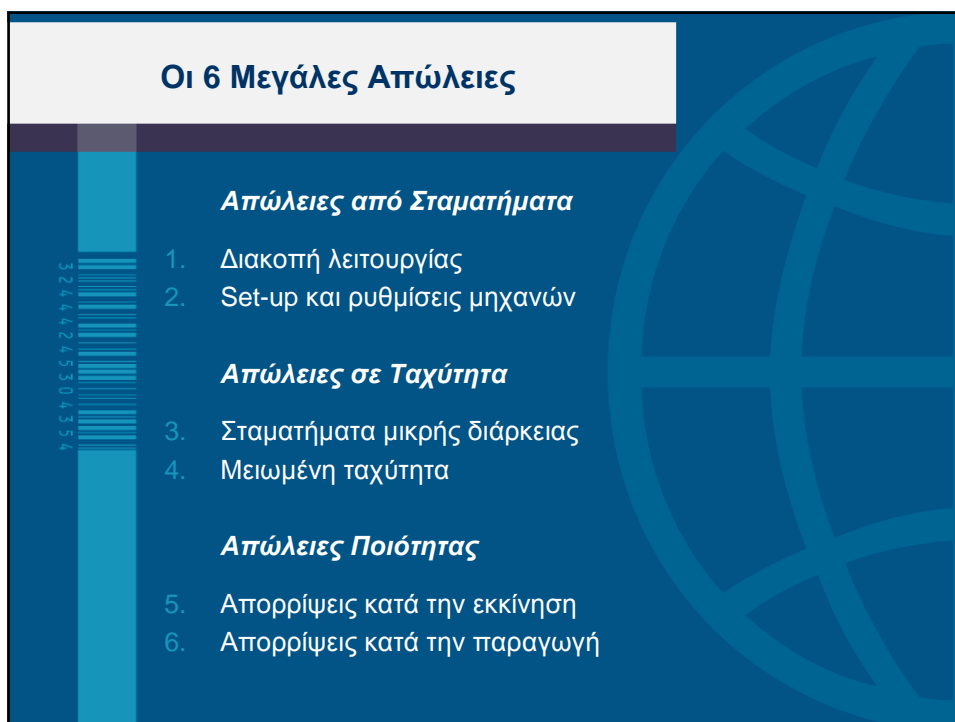 Οι 6 Μεγάλες Απώλειες
Απώλειες από Σταματήματα
1. Διακοπή λειτουργίας
2. Set-up και ρυθμίσεις μηχανών
Απώλειες σε Ταχύτητα
3. Σταματήματα μικρής διάρκειας
4. Μειωμένη ταχύτητα
Απώλειες Ποιότητας
5. Απορρίψεις κατά την εκκίνηση
6. Απορρίψεις κατά την παραγωγή
32444245304354